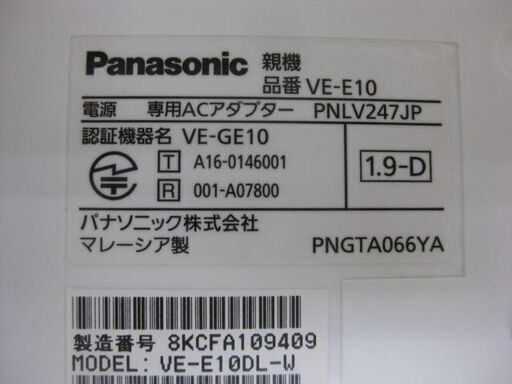 Panasonic 親機
品番 VE-E10
電源 専用ACアダプター PNLV247JP
認証機器名 VE-GE10
T A16-0146001
R 001-A07800
1.9-D
パナソニック株式会社
マレーシア製 PNGTA066YA
製造番号 8KCFA109409
MODEL: VE-E10DL-W